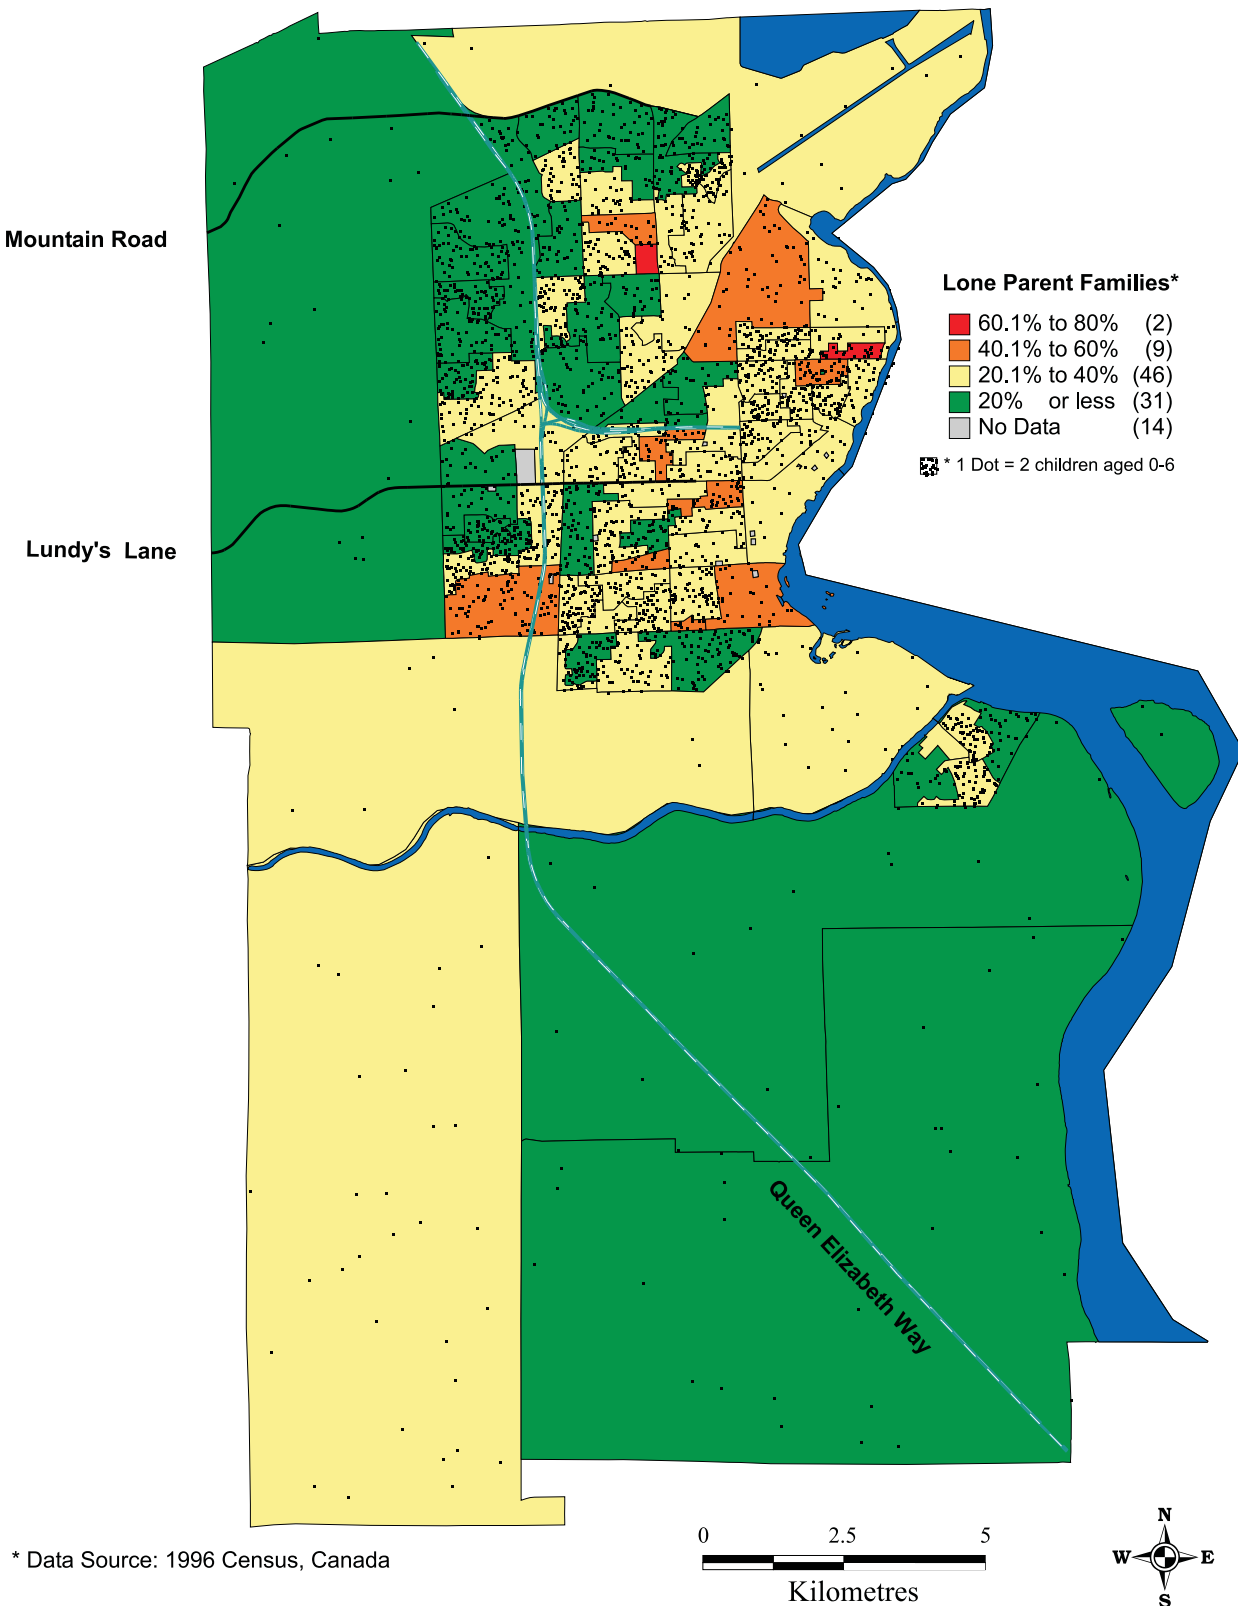 Mountain Road
Lone Parent Families*
60.1% to 80% (2)
40.1% to 60% (9)
20.1% to 40% (46)
20% or less (31)
No Data (14)
* 1 Dot = 2 children aged 0-6
Lundy's Lane
Queen Elizabeth Way
* Data Source: 1996 Census, Canada
0 2.5 5
Kilometres
N
W E
S